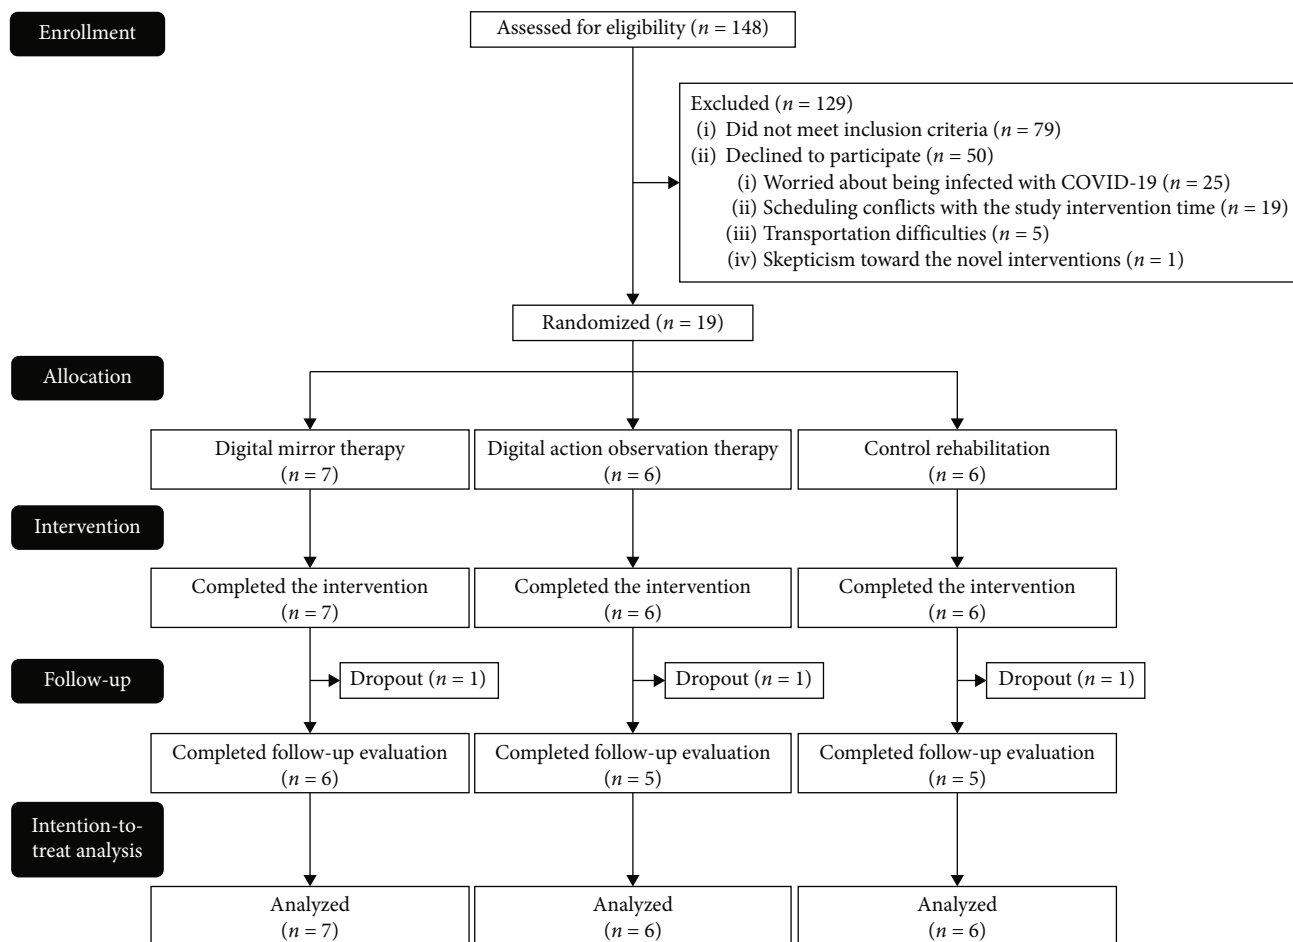 Enrollment
Assessed for eligibility (n = 148)
Excluded (n = 129)
(i) Did not meet inclusion criteria (n = 79)
(ii) Declined to participate (n = 50)
(i) Worried about being infected with COVID-19 (n = 25)
(ii) Scheduling conflicts with the study intervention time (n = 19)
(iii) Transportation difficulties (n = 5)
(iv) Skepticism toward the novel interventions (n = 1)
Randomized (n = 19)
Allocation
Digital mirror therapy
(n = 7)
Digital action observation therapy
(n = 6)
Control rehabilitation
(n = 6)
Intervention
Completed the intervention
(n = 7)
Completed the intervention
(n = 6)
Completed the intervention
(n = 6)
Follow-up
Dropout (n = 1)
Dropout (n = 1)
Dropout (n = 1)
Completed follow-up evaluation
(n = 6)
Completed follow-up evaluation
(n = 5)
Completed follow-up evaluation
(n = 5)
Intention-to-
treat analysis
Analyzed
(n = 7)
Analyzed
(n = 6)
Analyzed
(n = 6)